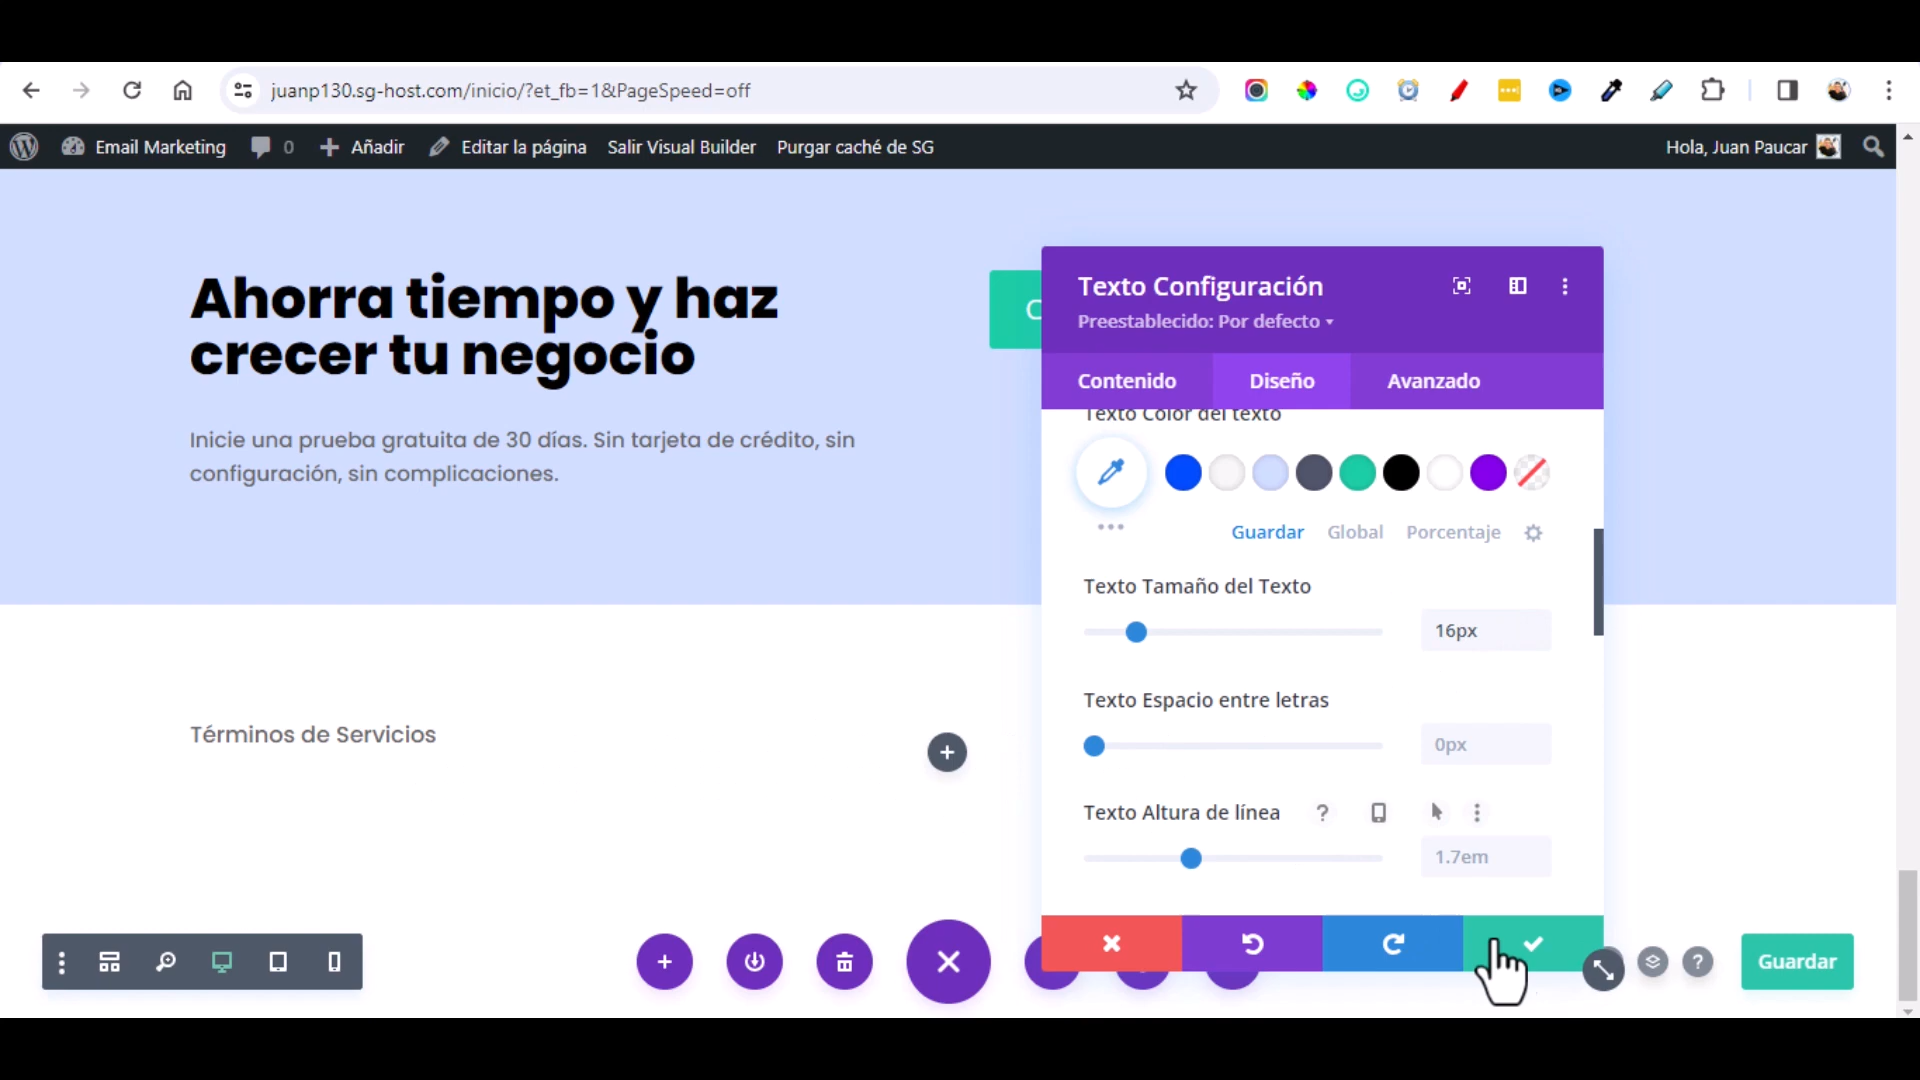 juanp130.sg-host.com/inicio/?et_fb=1&PageSpeed=off
Email Marketing 0 Añadir Editar la página Salir Visual Builder Purgar caché de SG Hola, Juan Paucar
Ahorra tiempo y haz
crecer tu negocio
Inicie una prueba gratuita de 30 días. Sin tarjeta de crédito, sin
configuración, sin complicaciones.
Términos de Servicios
C
Texto Configuración
Preestablecido: Por defecto
Contenido Diseño Avanzado
Texto Color del texto
Guardar Global Porcentaje
Texto Tamaño del Texto
16px
Texto Espacio entre letras
0px
Texto Altura de línea ?
1.7em
?
Guardar